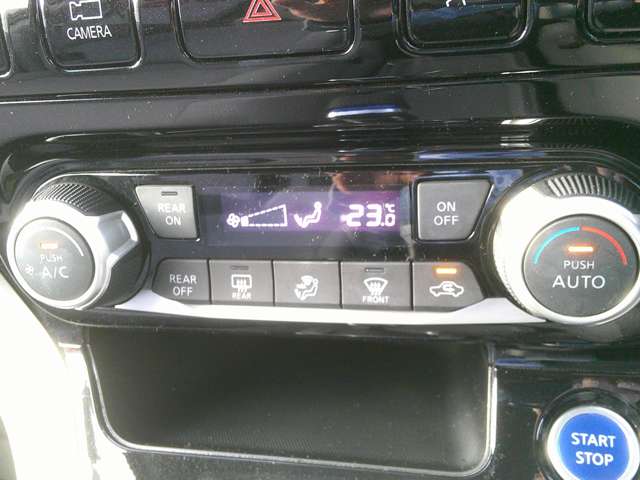 CAMERA
REAR
ON
23.0
°C
ON
OFF
PUSH
A/C
REAR
OFF
REAR
FRONT
PUSH
AUTO
START
STOP